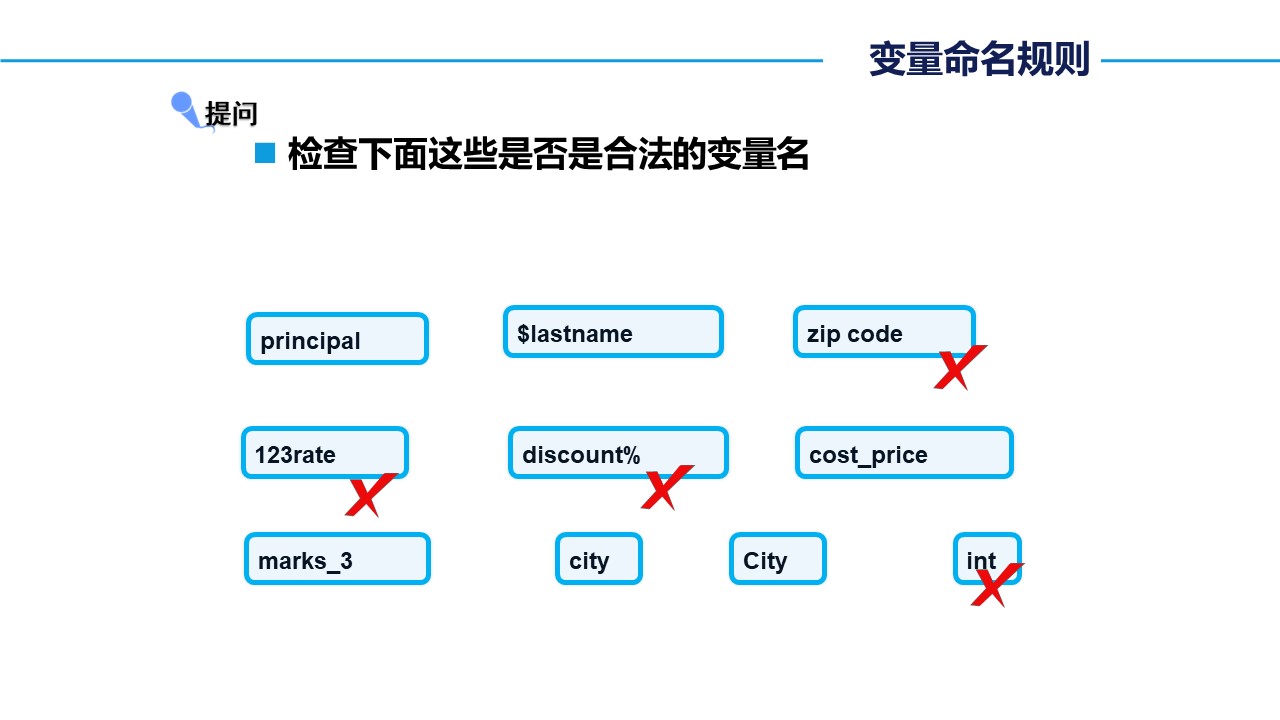 变量命名规则
提问
检查下面这些是否是合法的变量名
principal
$lastname
zip code
123rate
discount%
cost_price
marks_3
city
City
int